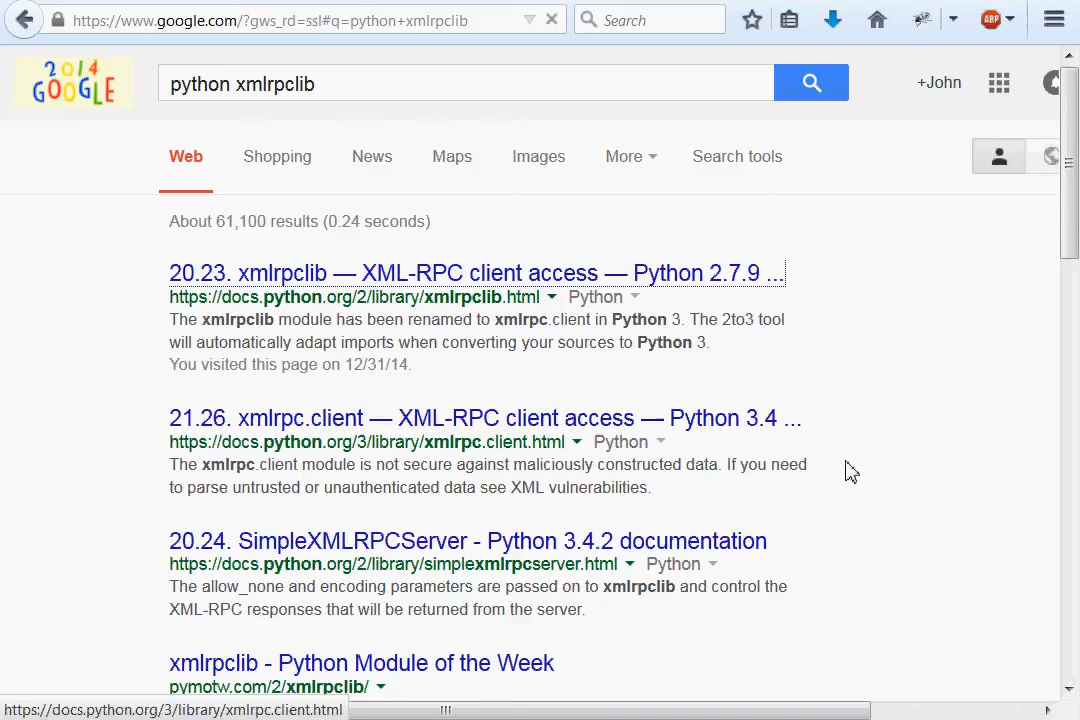 https://www.google.com/?gws_rd=ssl#q=python+xmlrpclib
Search
ABP
2014
GOOGLE
python xmlrpclib
+John
Web Shopping News Maps Images More Search tools
About 61,100 results (0.24 seconds)
20.23. xmlrpclib — XML-RPC client access — Python 2.7.9 ...
https://docs.python.org/2/library/xmlrpclib.html Python
The xmlrpclib module has been renamed to xmlrpc.client in Python 3. The 2to3 tool
will automatically adapt imports when converting your sources to Python 3.
You visited this page on 12/31/14.
21.26. xmlrpc.client — XML-RPC client access — Python 3.4 ...
https://docs.python.org/3/library/xmlrpc.client.html Python
The xmlrpc.client module is not secure against maliciously constructed data. If you need
to parse untrusted or unauthenticated data see XML vulnerabilities.
20.24. SimpleXMLRPCServer - Python 3.4.2 documentation
https://docs.python.org/2/library/simplexmlrpcserver.html Python
The allow_none and encoding parameters are passed on to xmlrpclib and control the
XML-RPC responses that will be returned from the server.
xmlrpclib - Python Module of the Week
pymotw.com/2/xmlrpclib/
https://docs.python.org/3/library/xmlrpc.client.html